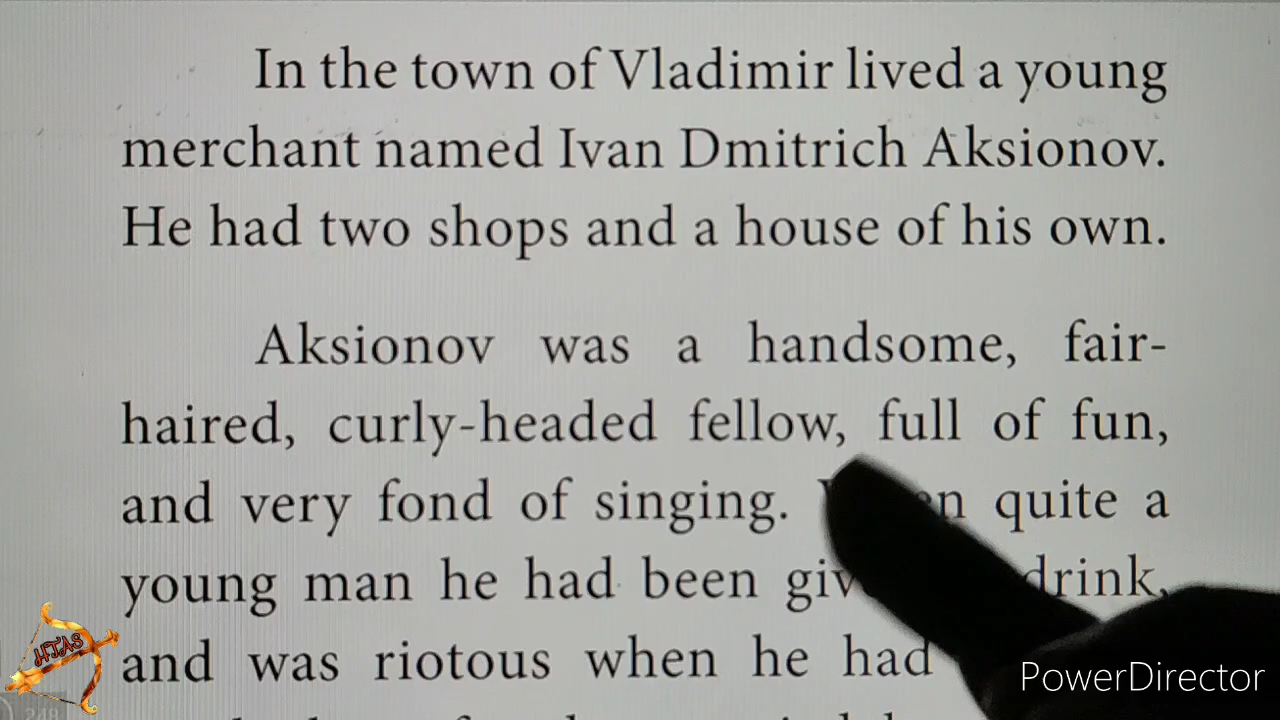 In the town of Vladimir lived a young
merchant named Ivan Dmitrich Aksionov.
He had two shops and a house of his own.
Aksionov was a handsome, fair-
haired, curly-headed fellow, full of fun,
and very fond of singing. quite a
young man he had been drink,
and was riotous when he had
HTAS
PowerDirector